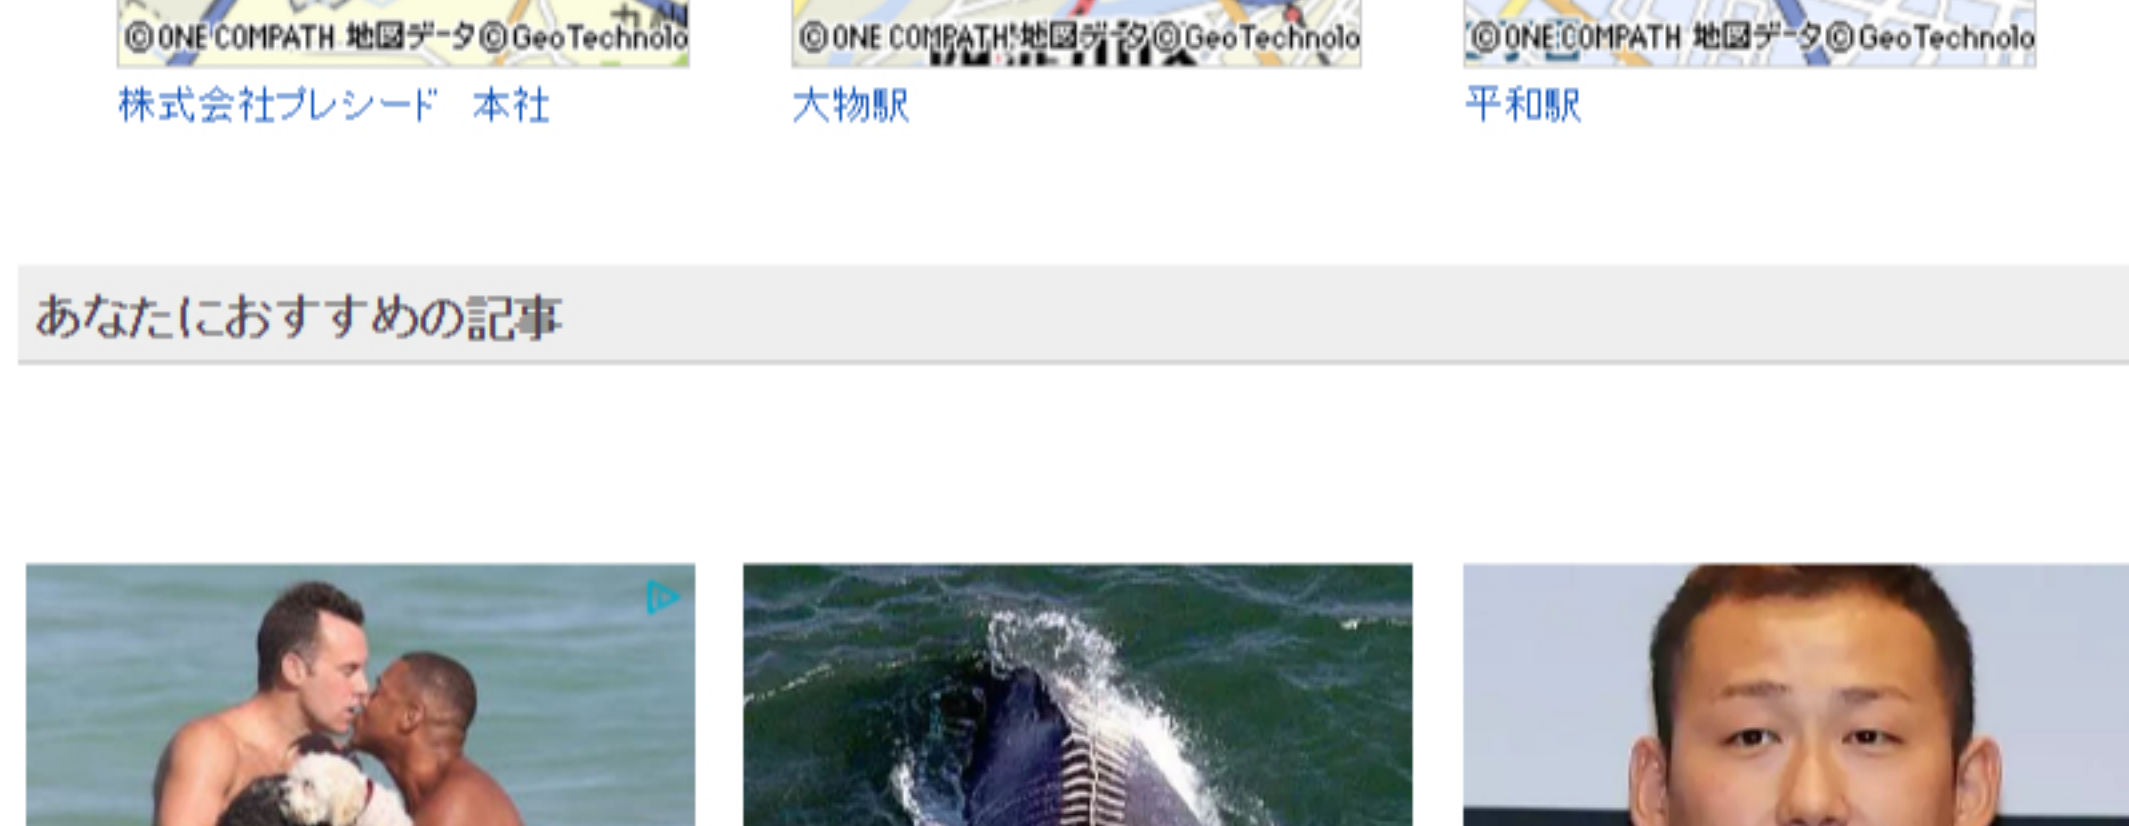 ©ONE COMPATH 地図データ©GeoTechnolo
©ONE COMPATH 地図データ©GeoTechnolo
©ONE COMPATH 地図データ©GeoTechnolo
株式会社プレシード 本社
大物駅
平和駅
あなたにおすすめの記事